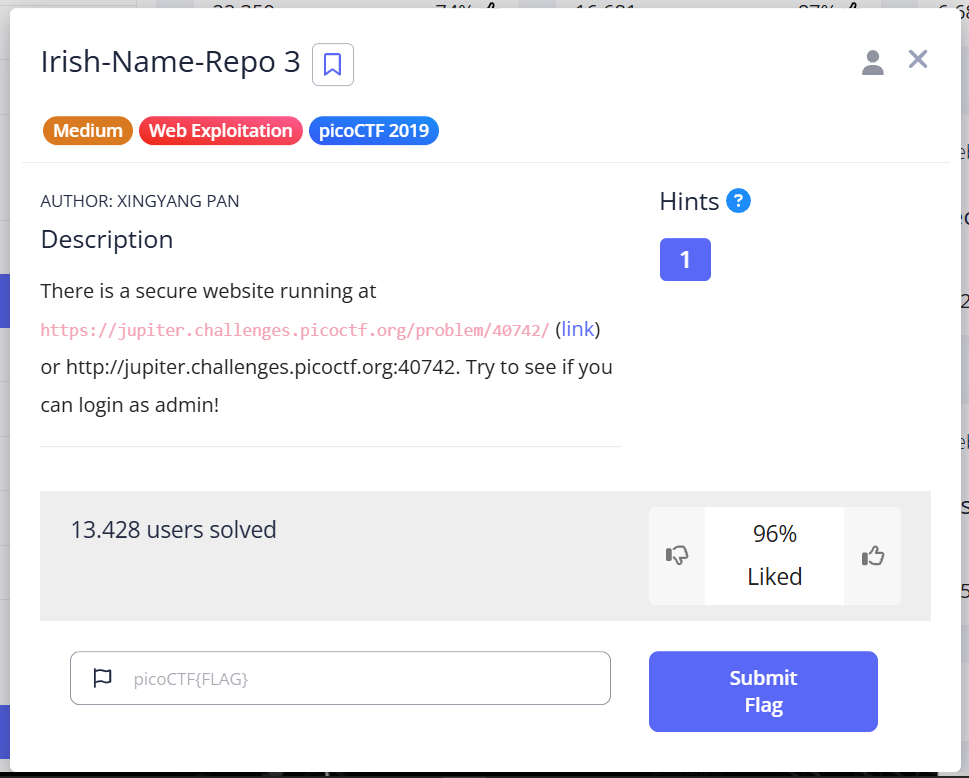 Irish-Name-Repo 3
Medium Web Exploitation picoCTF 2019
AUTHOR: XINGYANG PAN
Description
There is a secure website running at
https://jupiter.challenges.picoctf.org/problem/40742/ (link)
or http://jupiter.challenges.picoctf.org:40742. Try to see if you
can login as admin!
Hints ?
1
13.428 users solved
96%
Liked
picoCTF{FLAG}
Submit
Flag